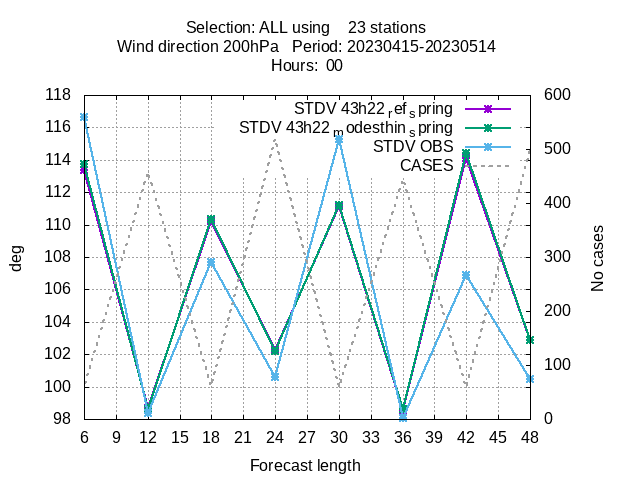 Selection: ALL using    23 stations
Wind direction 200hPa   Period: 20230415-20230514
Hours:  00
STDV 43h22_ref_spring
STDV 43h22_modesthin_spring
STDV OBS
CASES
118
116
114
112
110
108
106
104
102
100
98
deg
600
500
400
300
200
100
0
No cases
6 9 12 15 18 21 24 27 30 33 36 39 42 45 48
Forecast length